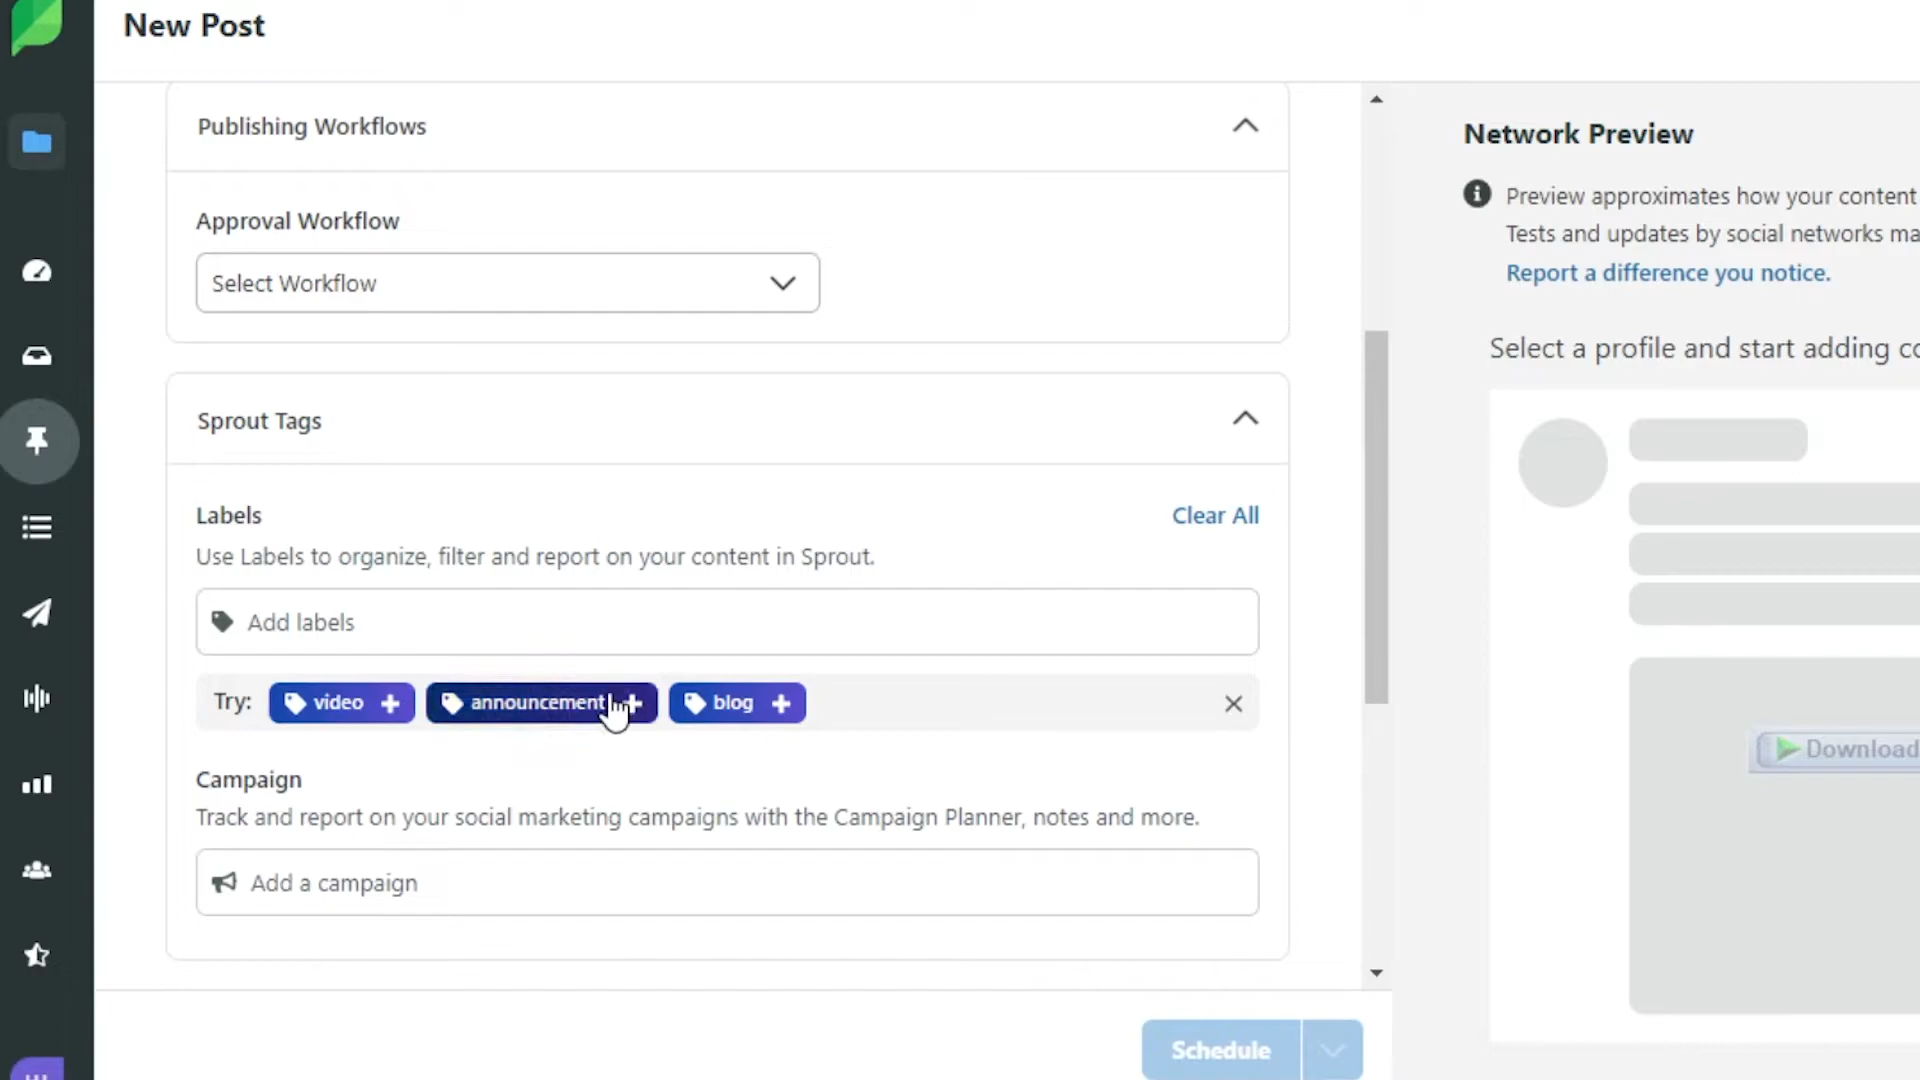 New Post
Publishing Workflows
Approval Workflow
Select Workflow
Sprout Tags
Labels
Clear All
Use Labels to organize, filter and report on your content in Sprout.
Add labels
Try: video announcement blog
Campaign
Track and report on your social marketing campaigns with the Campaign Planner, notes and more.
Add a campaign
Schedule
Network Preview
Preview approximates how your content
Tests and updates by social networks ma
Report a difference you notice.
Select a profile and start adding co
Download